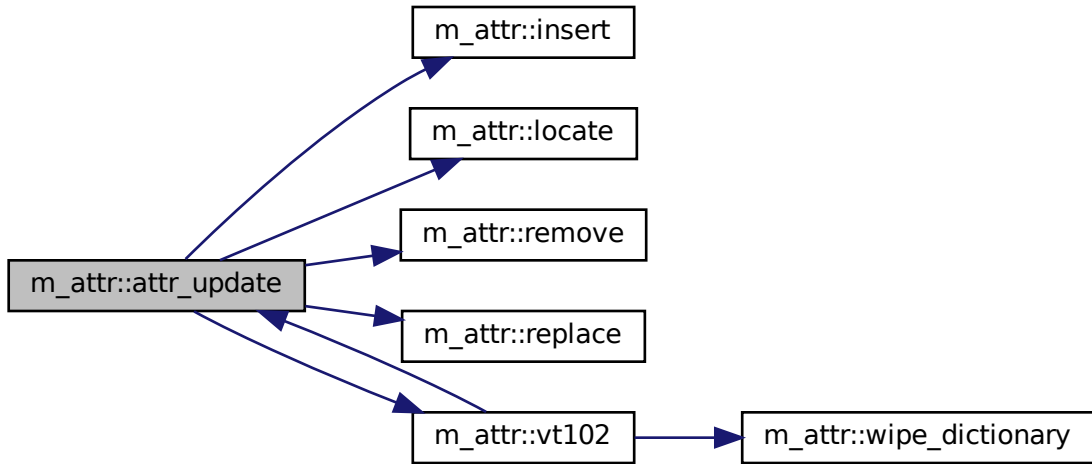 m_attr::insert
m_attr::locate
m_attr::remove
m_attr::attr_update
m_attr::replace
m_attr::vt102
m_attr::wipe_dictionary